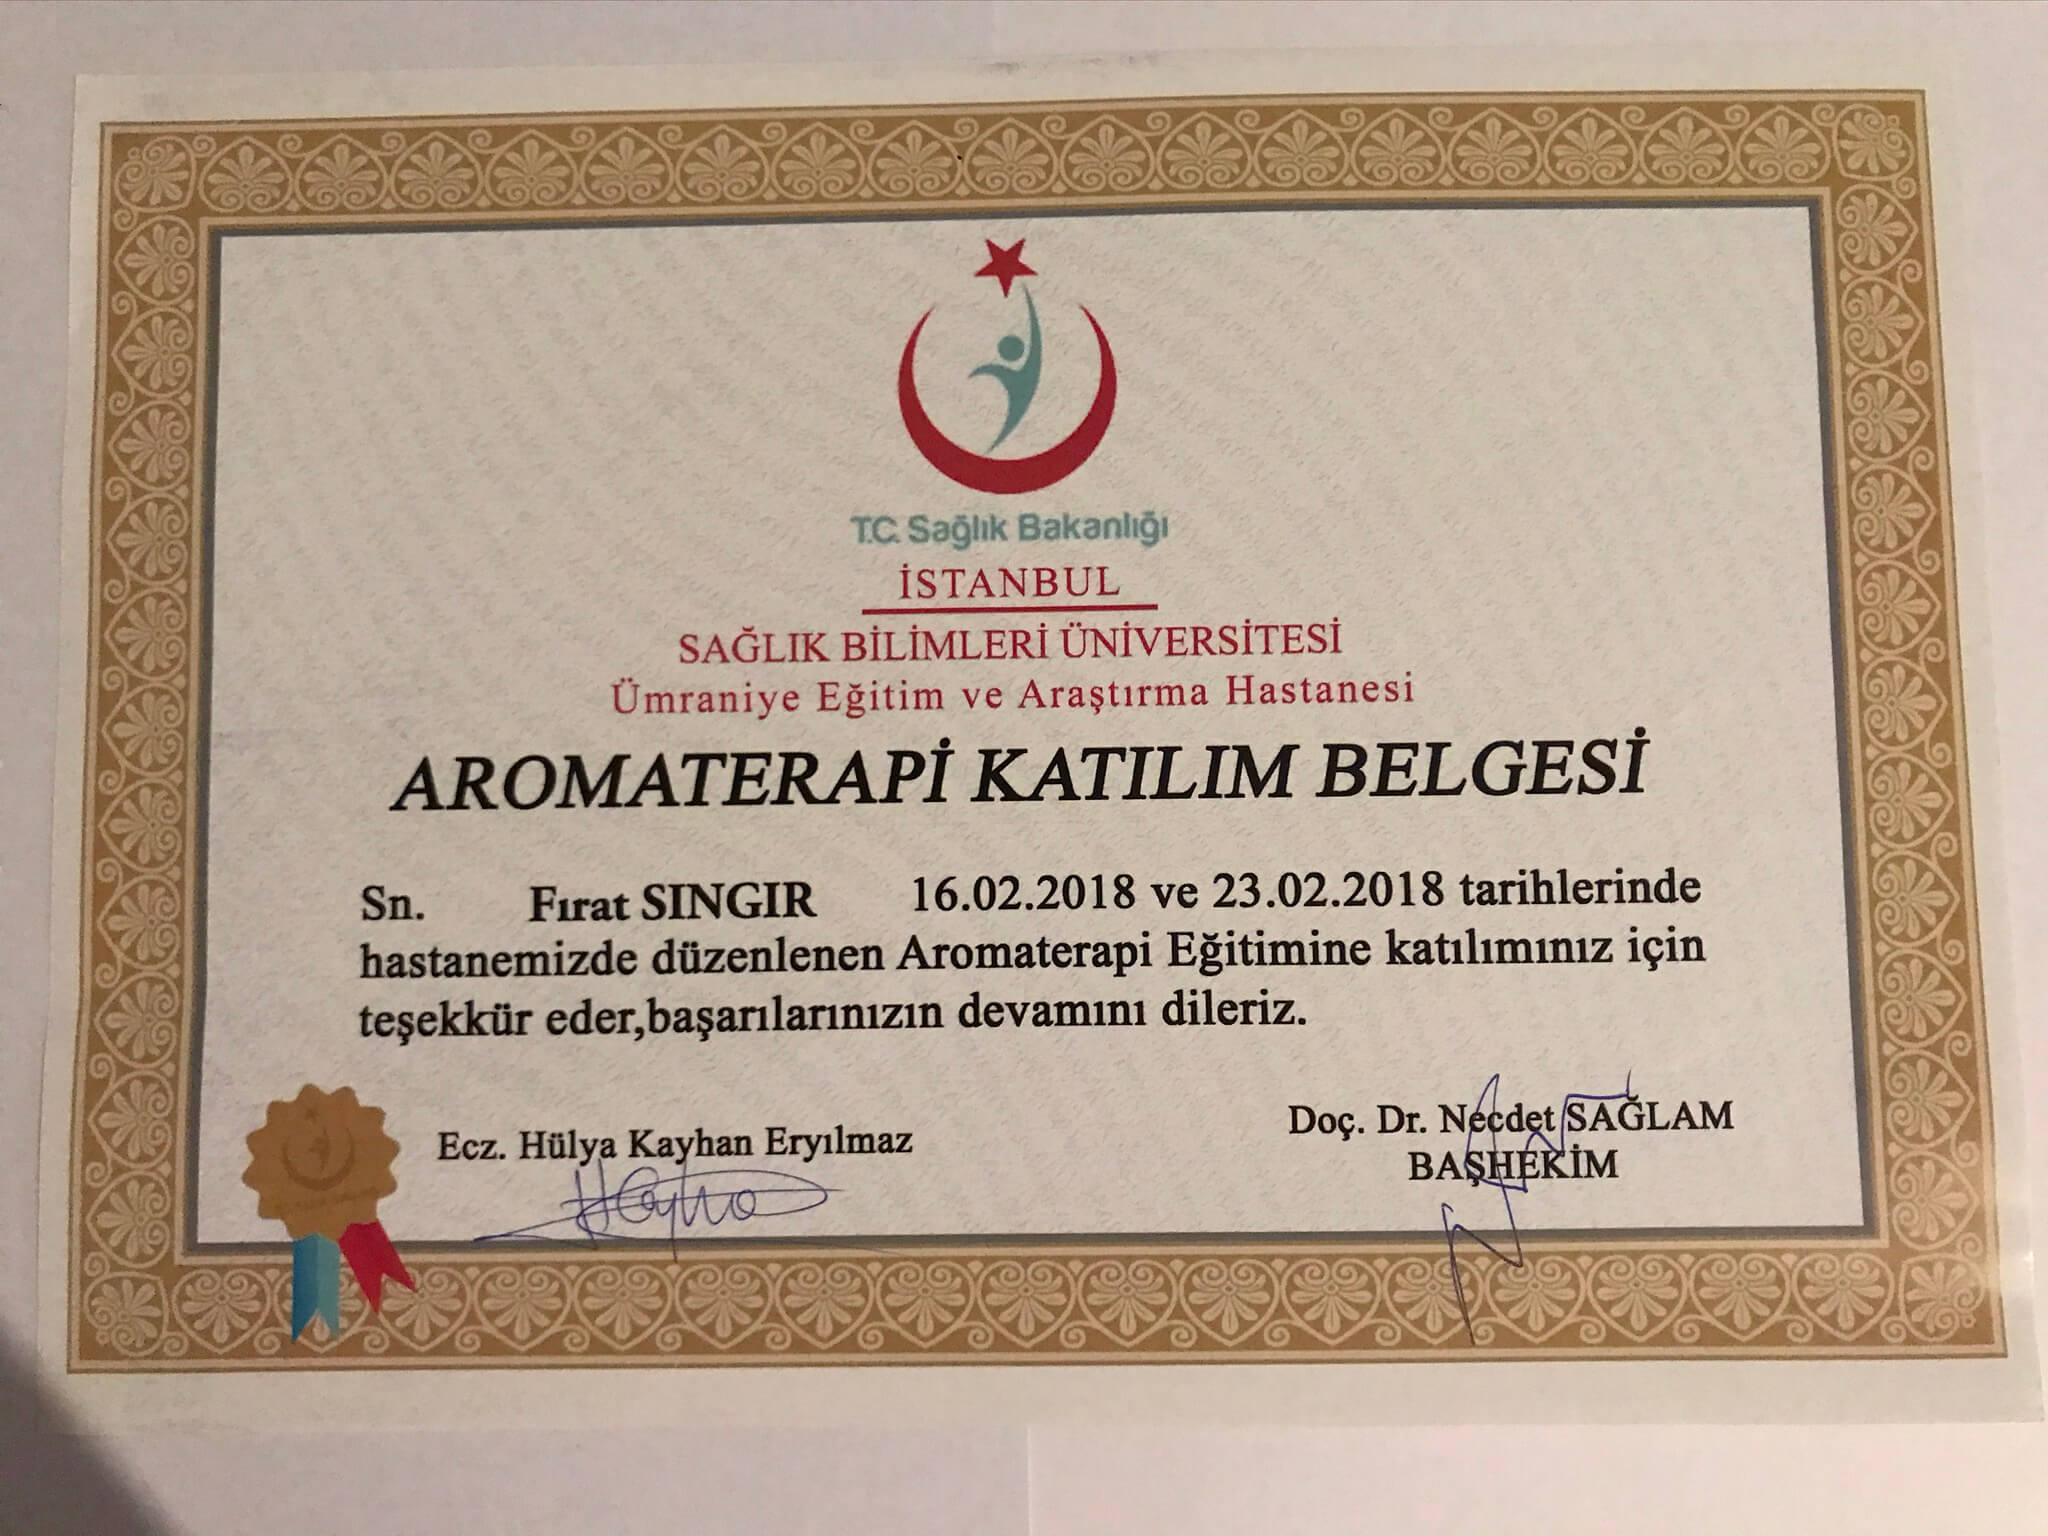 T.C. Sağlık Bakanlığı
İSTANBUL
SAĞLIK BİLİMLERİ ÜNİVERSİTESİ
Ümraniye Eğitim ve Araştırma Hastanesi
AROMATERAPİ KATILIM BELGESİ
Sn. Fırat SINGIR 16.02.2018 ve 23.02.2018 tarihlerinde
hastanemizde düzenlenen Aromaterapi Eğitimine katılımınız için
teşekkür eder,başarılarınızın devamını dileriz.
Ecz. Hülya Kayhan Eryılmaz
Doç. Dr. Necdet SAĞLAM
BAŞHEKİM